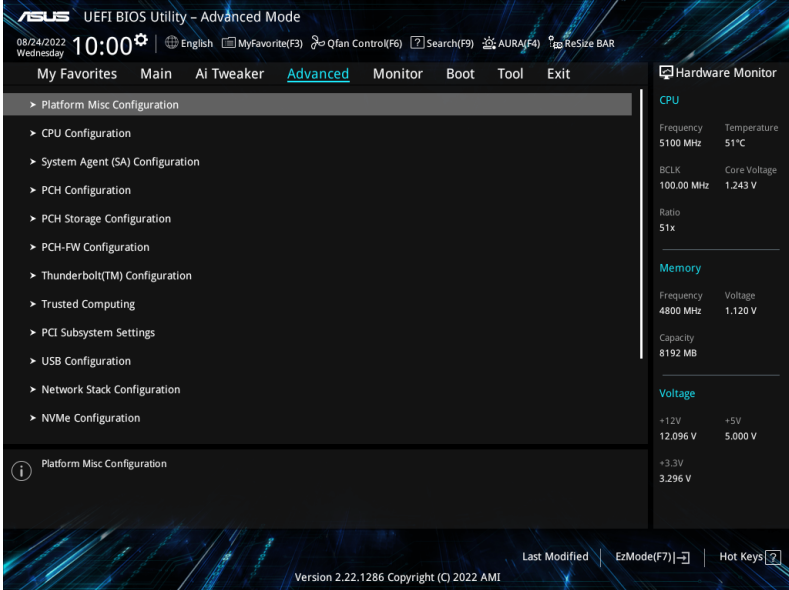 ASUS UEFI BIOS Utility – Advanced Mode
08/24/2022
Wednesday
10:00
English MyFavorite(F3) Qfan Control(F6) ? Search(F9) AURA(F4) ReSize BAR
My Favorites Main Ai Tweaker Advanced Monitor Boot Tool Exit
Hardware Monitor
➤ Platform Misc Configuration
➤ CPU Configuration
➤ System Agent (SA) Configuration
➤ PCH Configuration
➤ PCH Storage Configuration
➤ PCH-FW Configuration
➤ Thunderbolt(TM) Configuration
➤ Trusted Computing
➤ PCI Subsystem Settings
➤ USB Configuration
➤ Network Stack Configuration
➤ NVMe Configuration
Platform Misc Configuration
CPU
Frequency Temperature
5100 MHz 51°C
BCLK Core Voltage
100.00 MHz 1.243 V
Ratio
51x
Memory
Frequency Voltage
4800 MHz 1.120 V
Capacity
8192 MB
Voltage
+12V +5V
12.096 V 5.000 V
+3.3V
3.296 V
Last Modified EzMode(F7) Hot Keys ?
Version 2.22.1286 Copyright (C) 2022 AMI